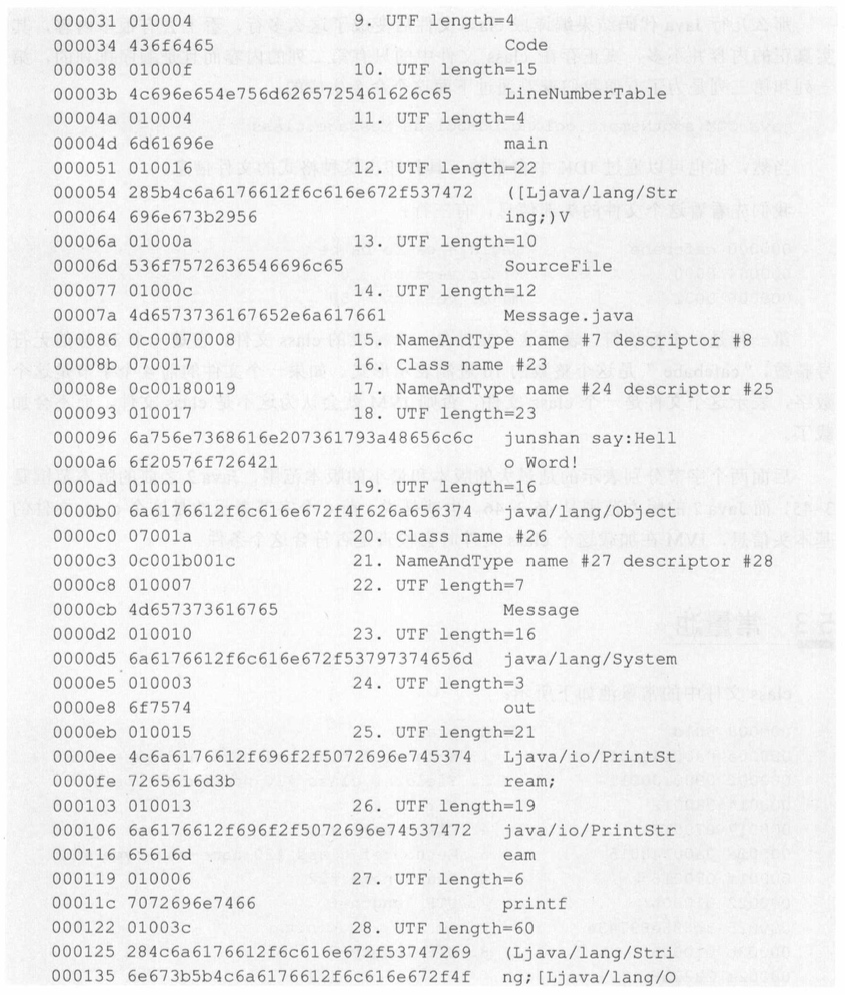 000031 010004 9. UTF length=4
000034 436f6465 Code
000038 01000f 10. UTF length=15
00003b 4c696e654e756d6265725461626c65 LineNumberTable
00004a 010004 11. UTF length=4
00004d 6d61696e main
000051 010016 12. UTF length=22
000054 285b4c6a6176612f6c616e672f537472 ([Ljava/lang/Str
000064 696e673b2956 ing;)V
00006a 01000a 13. UTF length=10
00006d 536f7572636546696c65 SourceFile
000077 01000c 14. UTF length=12
00007a 4d6573736167652e6a617661 Message.java
000086 0c00070008 15. NameAndType name #7 descriptor #8
00008b 070017 16. Class name #23
00008e 0c00180019 17. NameAndType name #24 descriptor #25
000093 010017 18. UTF length=23
000096 6a756e7368616e207361793a48656c6c junshan say:Hell
0000a6 6f20576f726421 o Word!
0000ad 010010 19. UTF length=16
0000b0 6a6176612f6c616e672f4f626a656374 java/lang/Object
0000c0 07001a 20. Class name #26
0000c3 0c001b001c 21. NameAndType name #27 descriptor #28
0000c8 010007 22. UTF length=7
0000cb 4d657373616765 Message
0000d2 010010 23. UTF length=16
0000d5 6a6176612f6c616e672f53797374656d java/lang/System
0000e5 010003 24. UTF length=3
0000e8 6f7574 out
0000eb 010015 25. UTF length=21
0000ee 4c6a6176612f696f2f5072696e745374 Ljava/io/PrintSt
0000fe 7265616d3b ream;
000103 010013 26. UTF length=19
000106 6a6176612f696f2f5072696e74537472 java/io/PrintStr
000116 65616d eam
000119 010006 27. UTF length=6
00011c 7072696e7466 printf
000122 01003c 28. UTF length=60
000125 284c6a6176612f6c616e672f53747269 (Ljava/lang/Stri
000135 6e673b5b4c6a6176612f6c616e672f4f ng;[Ljava/lang/O